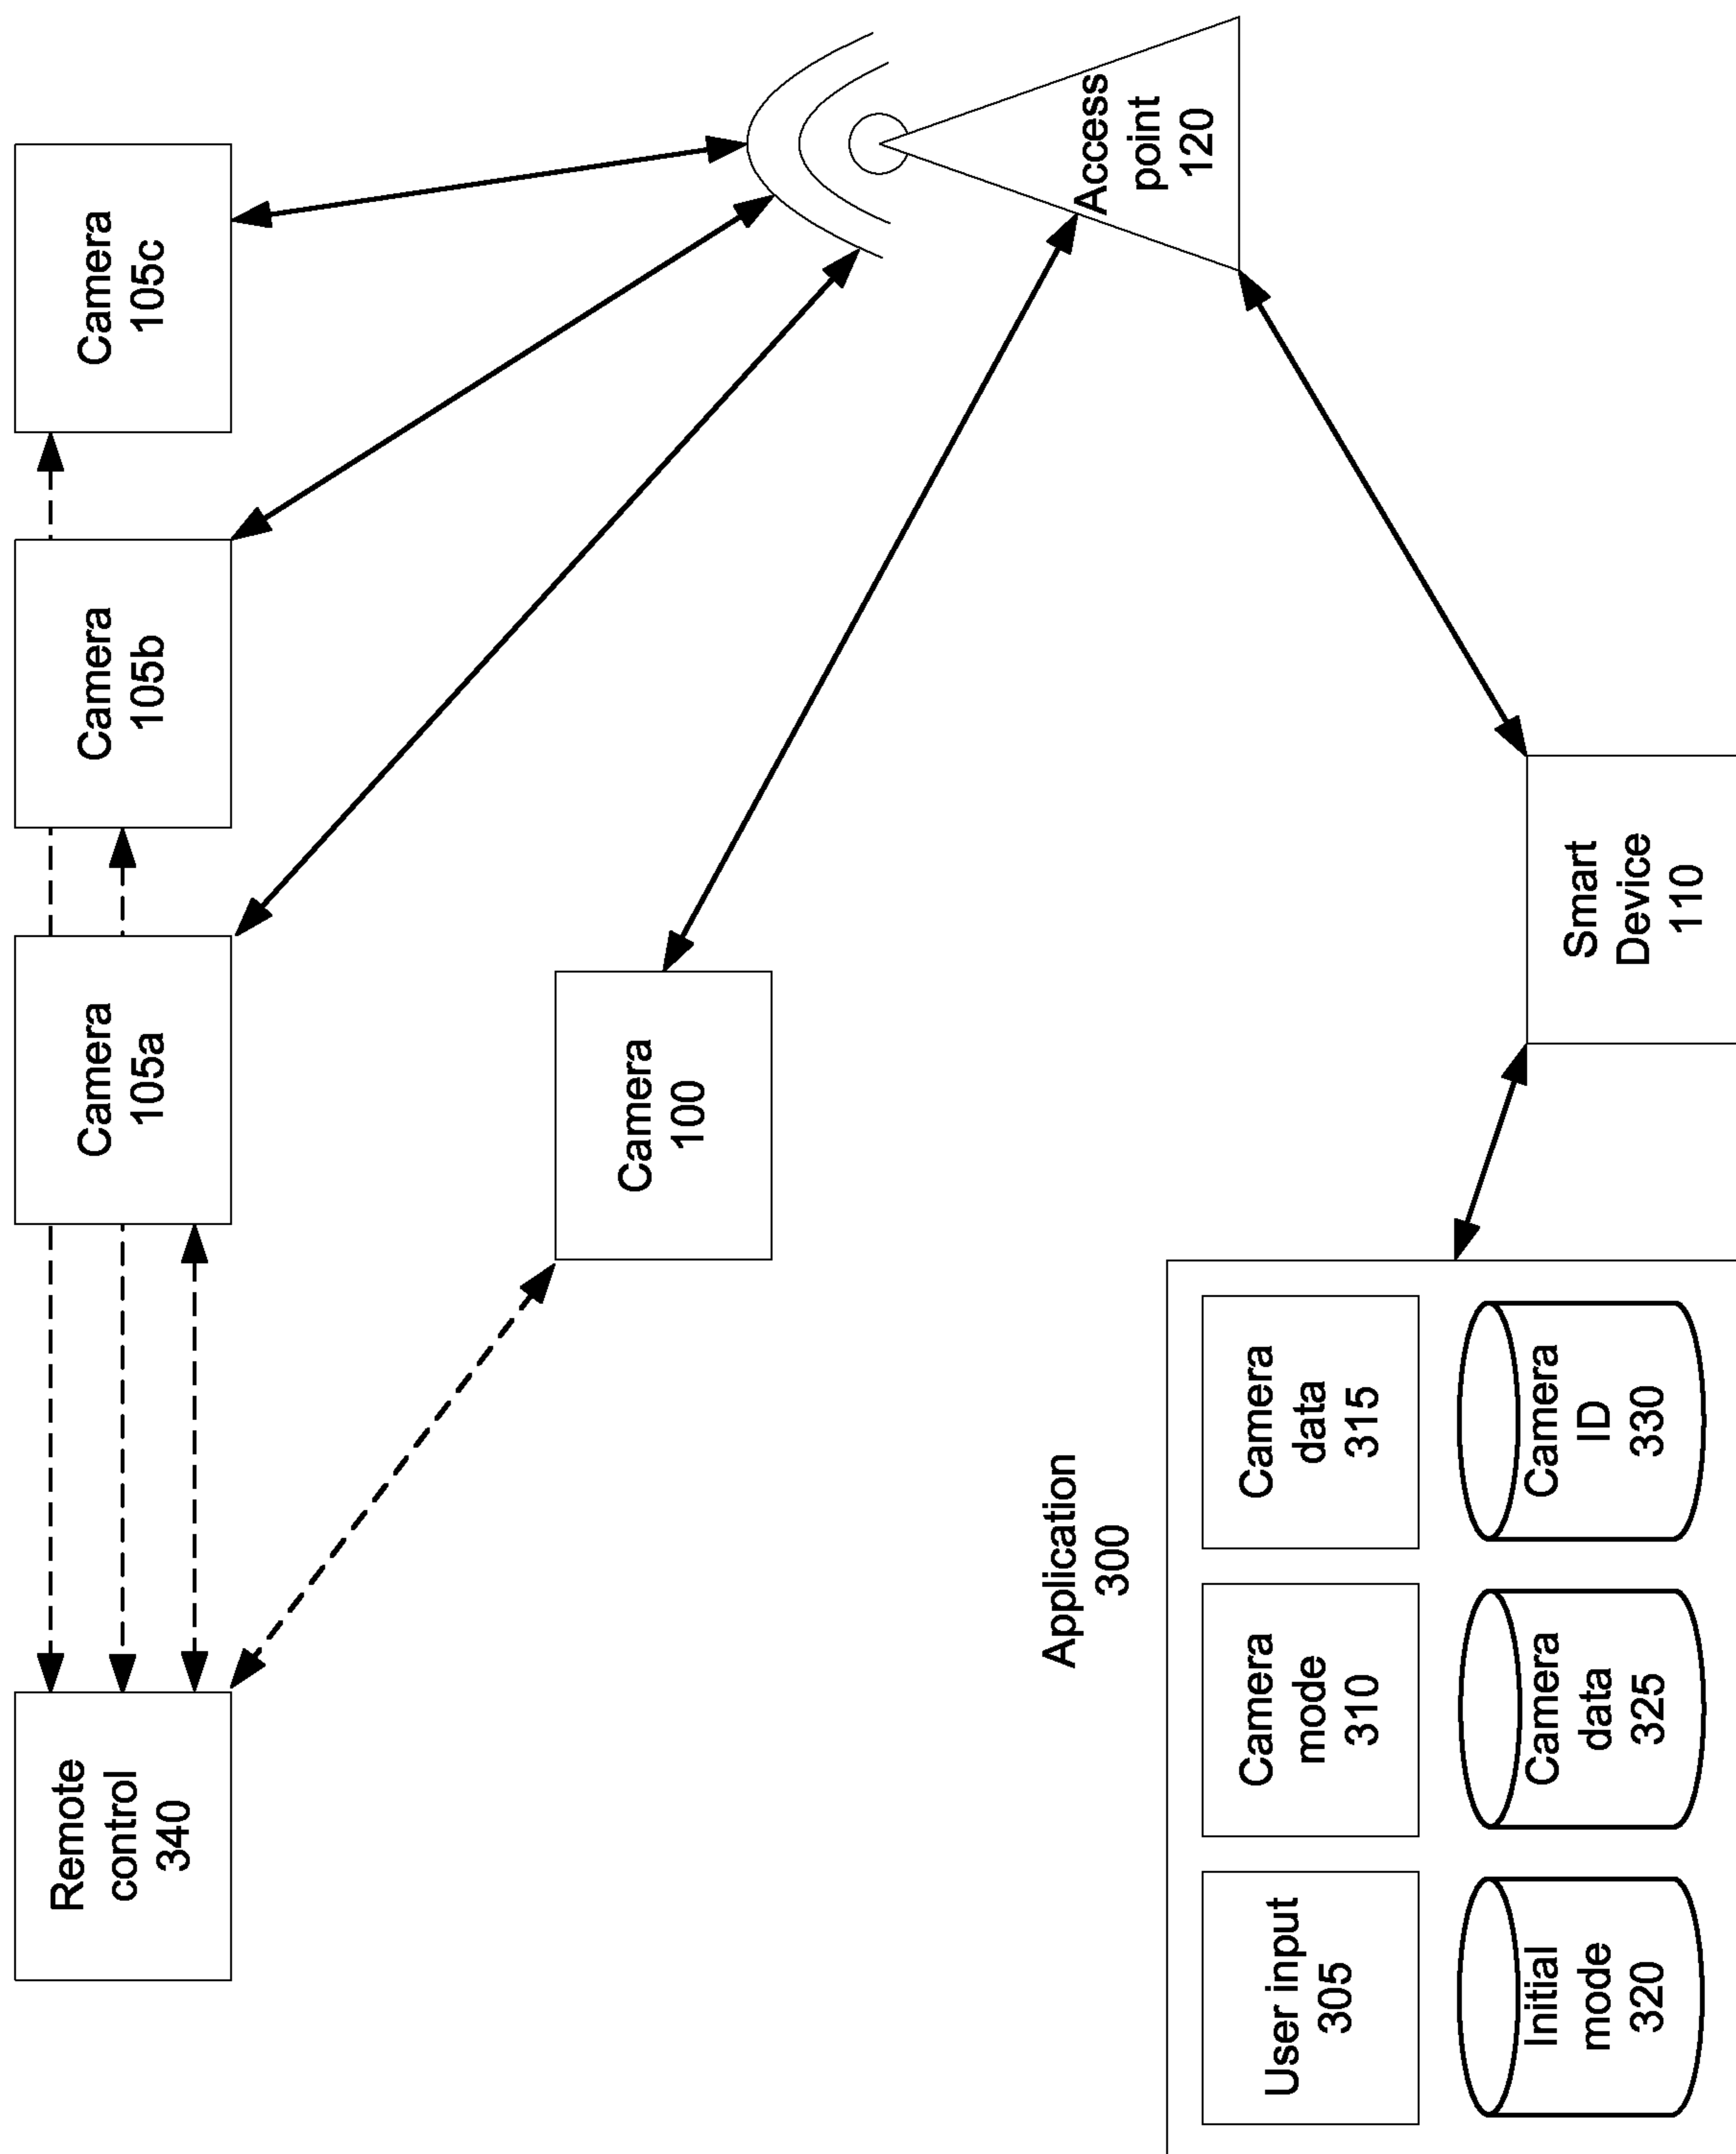 Remote
control
340
Camera
105a
Camera
105b
Camera
105c
Camera
100
Access
point
120
Application
300
User input
305
Camera
mode
310
Camera
data
315
Initial
mode
320
Camera
data
325
Camera
ID
330
Smart
Device
110